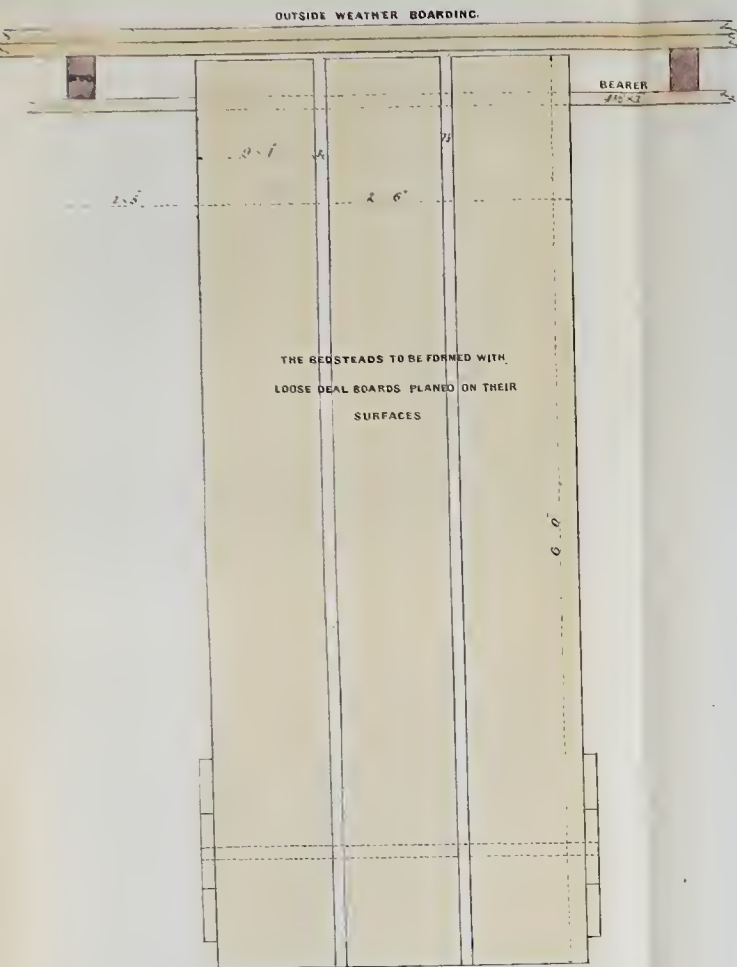 OUTSIDE WEATHER BOARDING.
BEARER
2 6"
THE BEDSTEADS TO BE FORMED WITH
LOOSE DEAL BOARDS PLANED ON THEIR
SURFACES
6 . 0"